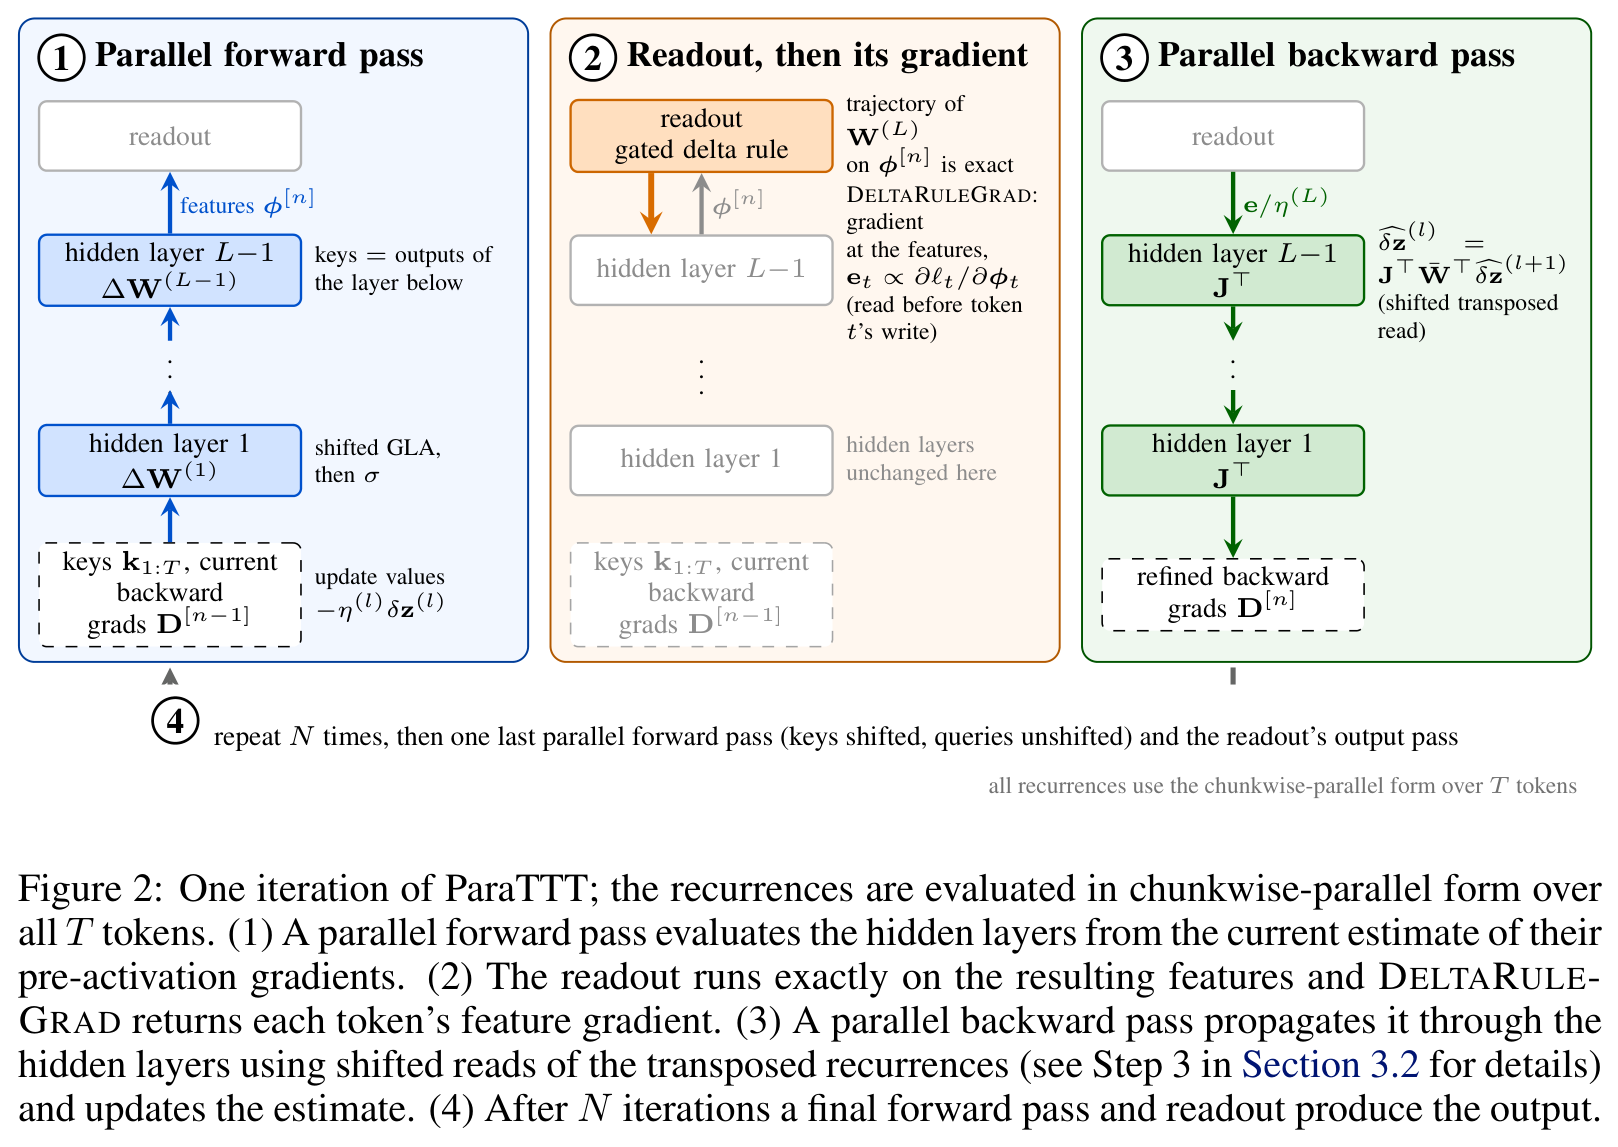 1 Parallel forward pass
readout
features ϕ^[n]
hidden layer L−1
ΔW^(L−1)
keys = outputs of
the layer below
hidden layer 1
ΔW^(1)
shifted GLA,
then σ
keys k_1:T, current
backward
grads D^[n−1]
update values
−η^(l) δz^(l)
2 Readout, then its gradient
readout
gated delta rule
ϕ^[n]
trajectory of
W^(L)
on ϕ^[n] is exact
DELTARULEGRAD:
gradient
at the features,
e_t ∝ ∂ℓ_t/∂ϕ_t
(read before token
t's write)
hidden layer L−1
hidden layer 1
hidden layers
unchanged here
keys k_1:T, current
backward
grads D^[n−1]
3 Parallel backward pass
readout
e/η^(L)
hidden layer L−1
J^⊤
δz^^(l) =
J^⊤ W̄^⊤ δz^^(l+1)
(shifted transposed
read)
hidden layer 1
J^⊤
refined backward
grads D^[n]
4 repeat N times, then one last parallel forward pass (keys shifted, queries unshifted) and the readout's output pass
all recurrences use the chunkwise-parallel form over T tokens
Figure 2: One iteration of ParaTTT; the recurrences are evaluated in chunkwise-parallel form over
all T tokens. (1) A parallel forward pass evaluates the hidden layers from the current estimate of their
pre-activation gradients. (2) The readout runs exactly on the resulting features and DELTARULE-
GRAD returns each token's feature gradient. (3) A parallel backward pass propagates it through the
hidden layers using shifted reads of the transposed recurrences (see Step 3 in Section 3.2 for details)
and updates the estimate. (4) After N iterations a final forward pass and readout produce the output.